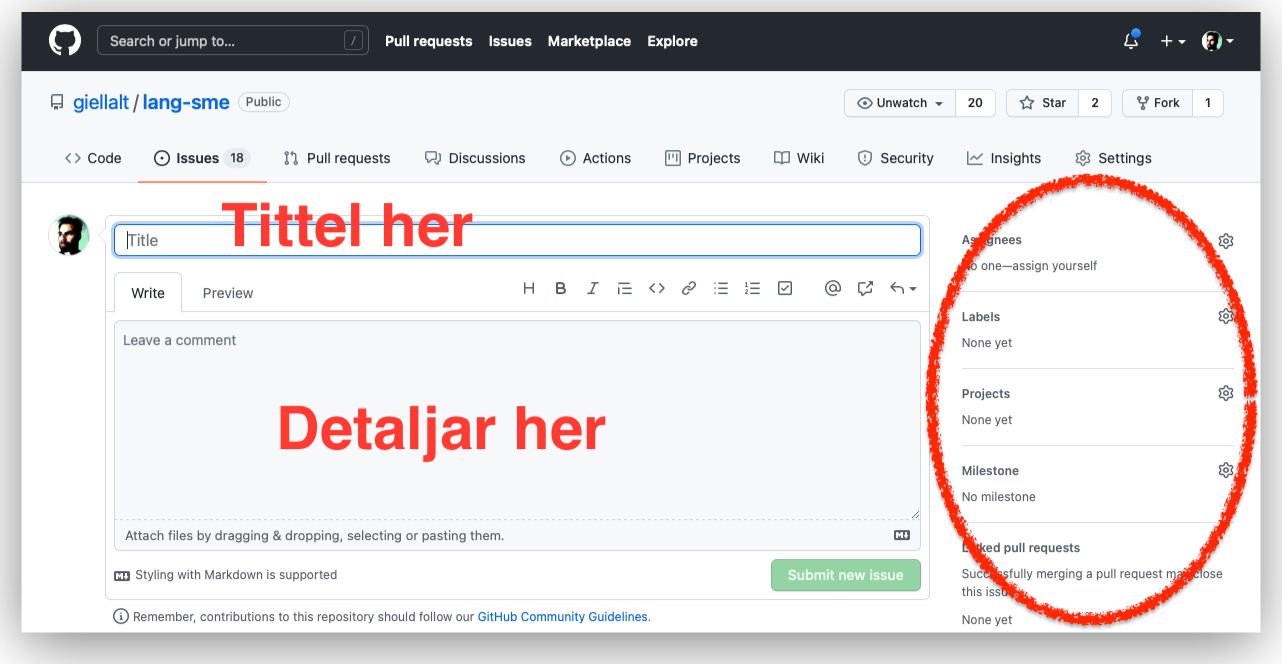 Search or jump to... /
Pull requests Issues Marketplace Explore
giellalt / lang-sme Public
Unwatch 20 Star 2 Fork 1
Code Issues 18 Pull requests Discussions Actions Projects Wiki Security Insights Settings
Title
Tittel her
Write Preview
Leave a comment
Detaljar her
Attach files by dragging & dropping, selecting or pasting them.
Styling with Markdown is supported
Submit new issue
Remember, contributions to this repository should follow our GitHub Community Guidelines.
Assignees
No one—assign yourself
Labels
None yet
Projects
None yet
Milestone
No milestone
Linked pull requests
Successfully merging a pull request may close
this issue.
None yet